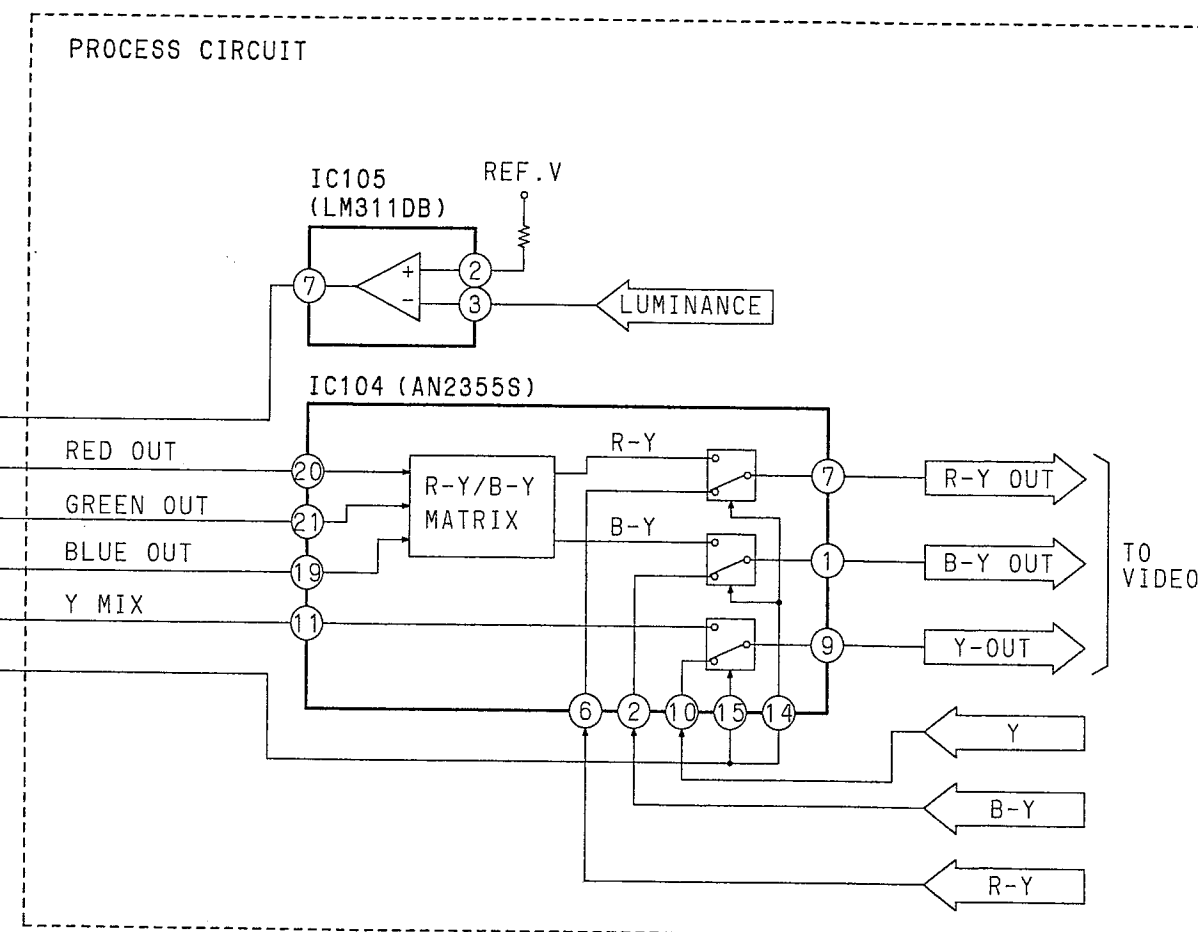 PROCESS CIRCUIT
IC105
(LM311DB)
REF.V
7
+
2
-
3
LUMINANCE
IC104 (AN2355S)
RED OUT
20
R-Y/B-Y
MATRIX
R-Y
7
R-Y OUT
GREEN OUT
21
B-Y
BLUE OUT
19
1
B-Y OUT
TO
VIDEO
Y MIX
11
9
Y-OUT
6
2
10
15
14
Y
B-Y
R-Y